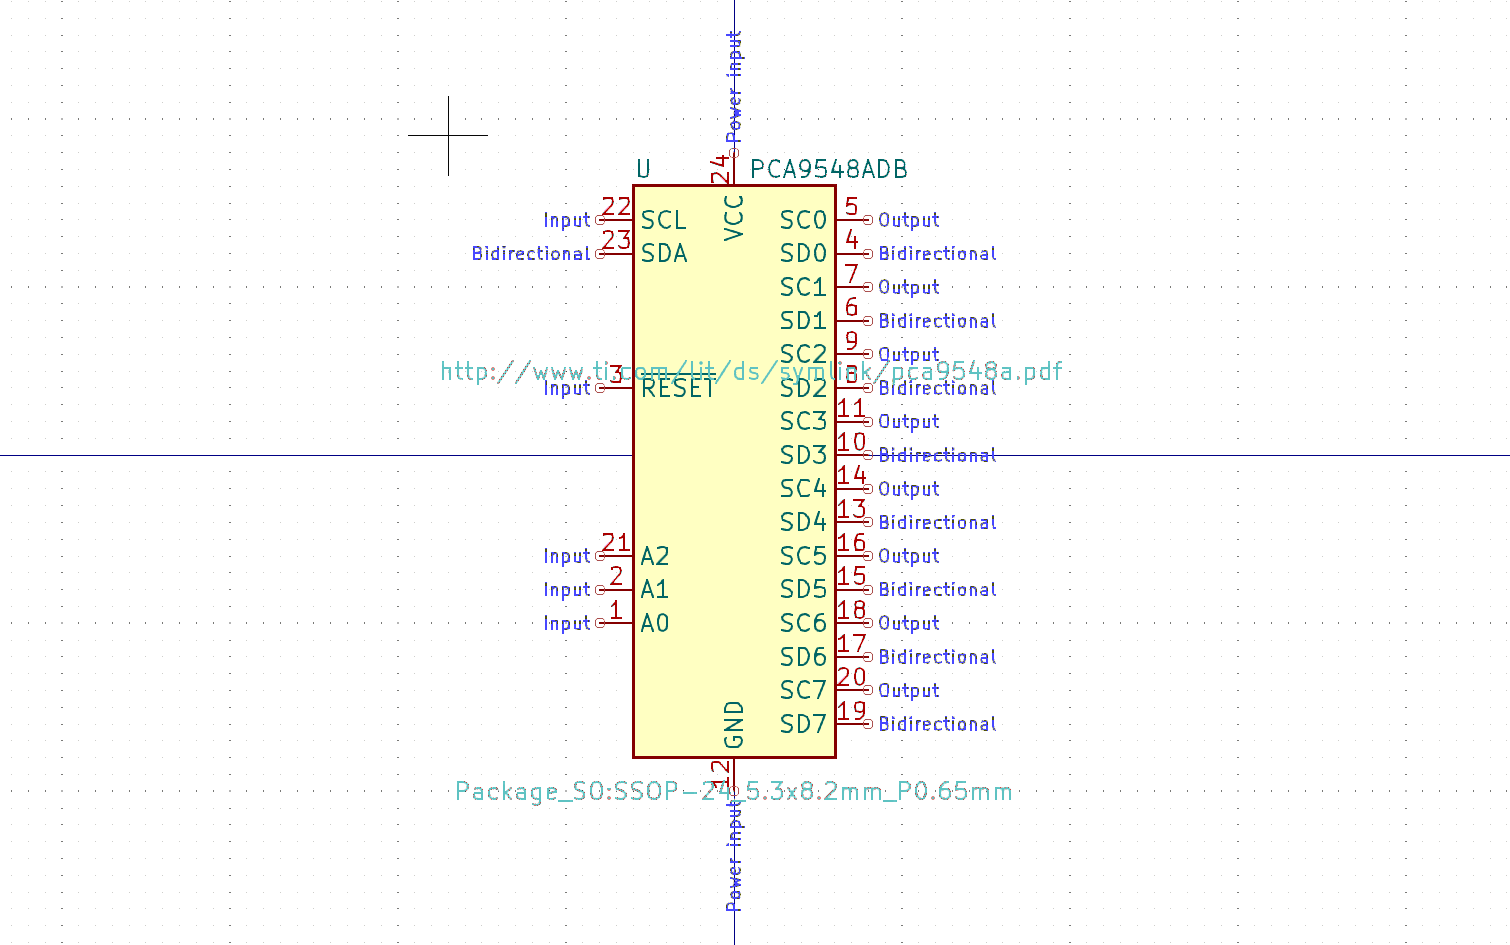 Power input
24
U PCA9548ADB
VCC
Input 22 SCL SC0 5 Output
Bidirectional 23 SDA SD0 4 Bidirectional
SC1 7 Output
SD1 6 Bidirectional
SC2 9 Output
http://www.ti.com/lit/ds/symlink/pca9548a.pdf
Input 3 RESET SD2 8 Bidirectional
SC3 11 Output
SD3 10 Bidirectional
SC4 14 Output
SD4 13 Bidirectional
Input 21 A2 SC5 16 Output
Input 2 A1 SD5 15 Bidirectional
Input 1 A0 SC6 18 Output
SD6 17 Bidirectional
SC7 20 Output
SD7 19 Bidirectional
GND
12
Package_SO:SSOP-24_5.3x8.2mm_P0.65mm
Power input